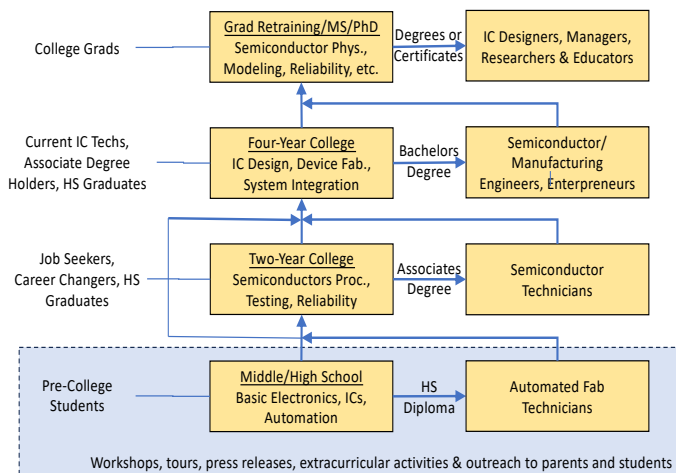 College Grads
Grad Retraining/MS/PhD
Semiconductor Phys.,
Modeling, Reliability, etc.
Degrees or
Certificates
IC Designers, Managers,
Researchers & Educators
Current IC Techs,
Associate Degree
Holders, HS Graduates
Four-Year College
IC Design, Device Fab.,
System Integration
Bachelors
Degree
Semiconductor/
Manufacturing
Engineers, Enterpreneurs
Job Seekers,
Career Changers, HS
Graduates
Two-Year College
Semiconductors Proc.,
Testing, Reliability
Associates
Degree
Semiconductor
Technicians
Pre-College
Students
Middle/High School
Basic Electronics, ICs,
Automation
HS
Diploma
Automated Fab
Technicians
Workshops, tours, press releases, extracurricular activities & outreach to parents and students